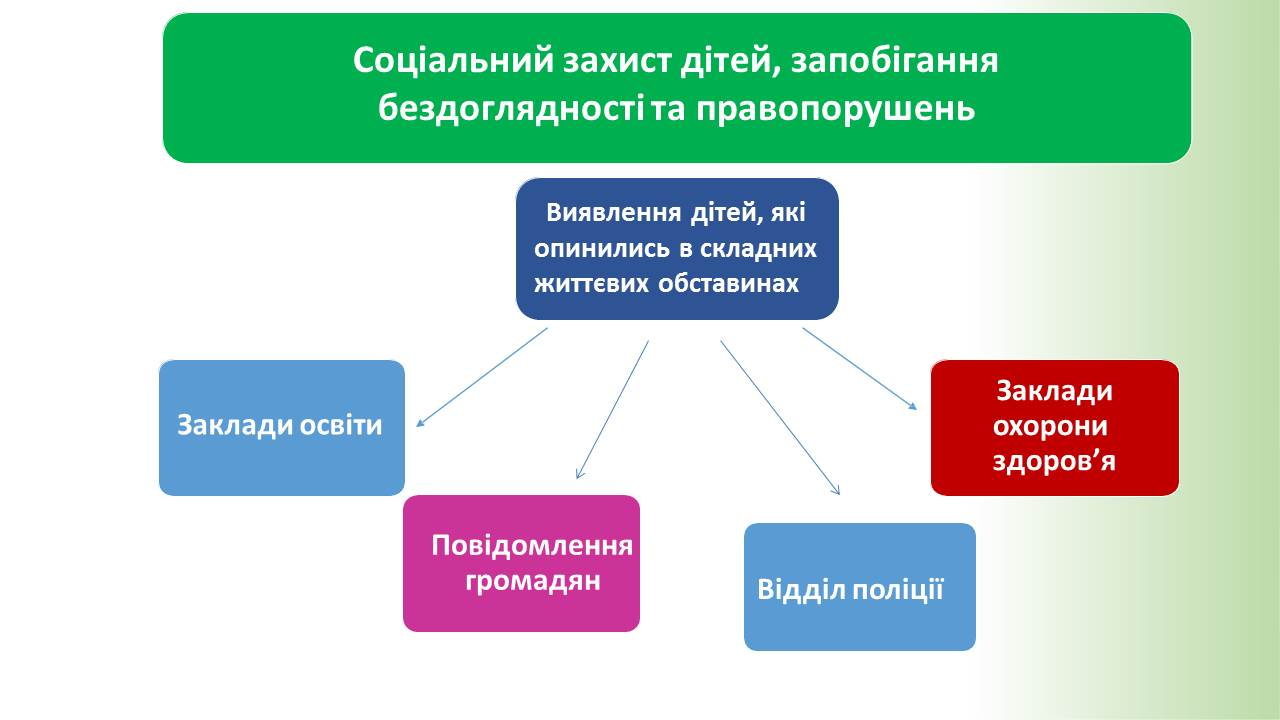 Соціальний захист дітей, запобігання
бездоглядності та правопорушень
Виявлення дітей, які
опинились в складних
життєвих обставинах
Заклади освіти
Заклади
охорони
здоров’я
Повідомлення
громадян
Відділ поліції